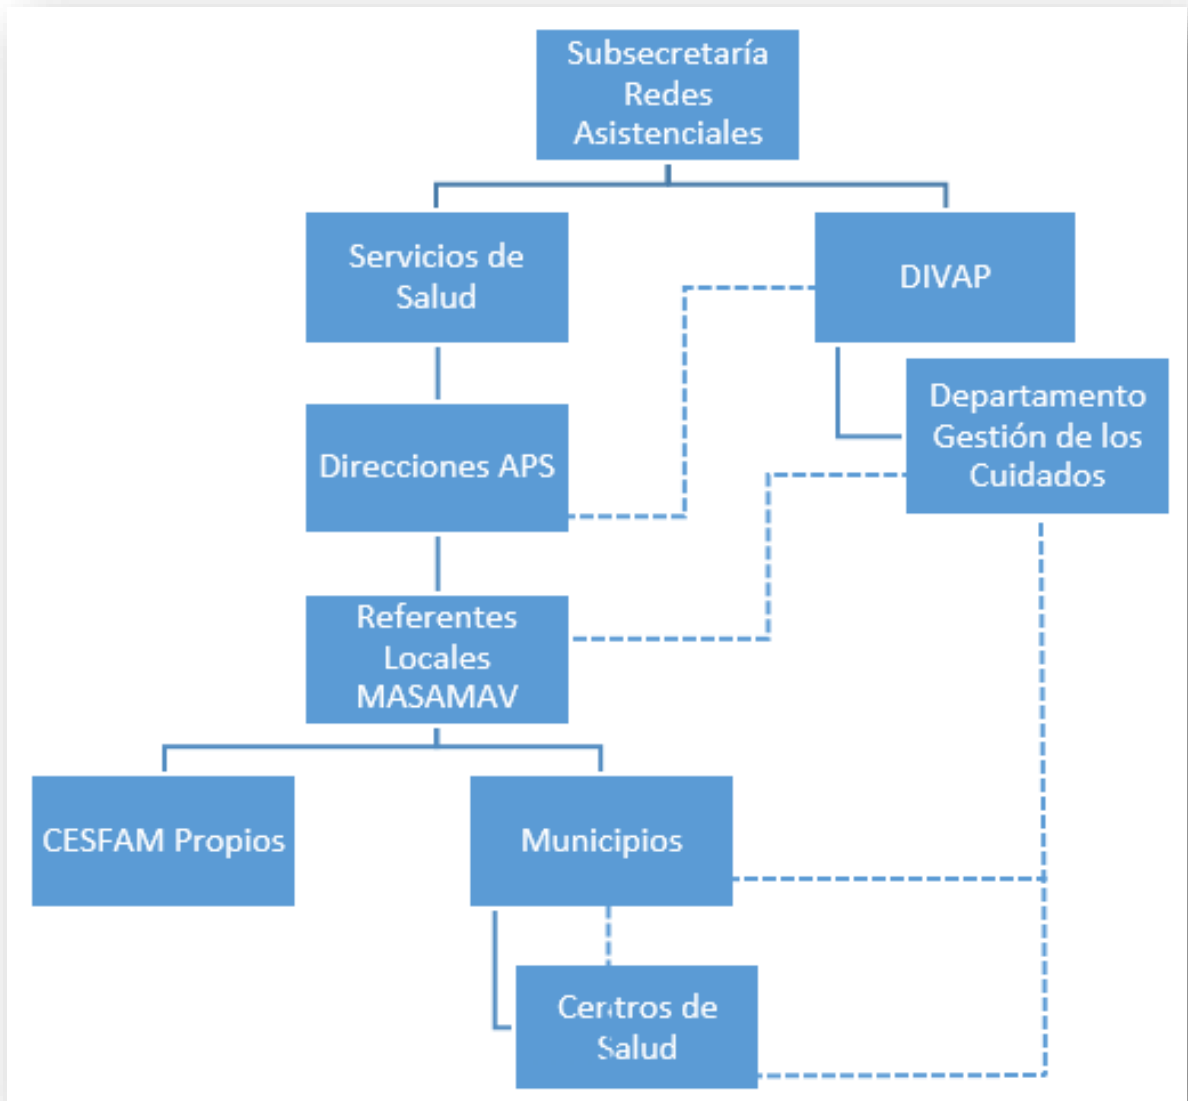 Subsecretaría
Redes
Asistenciales
Servicios de
Salud
DIVAP
Departamento
Gestión de los
Cuidados
Direcciones APS
Referentes
Locales
MASAMAV
CESFAM Propios
Municipios
Centros de
Salud